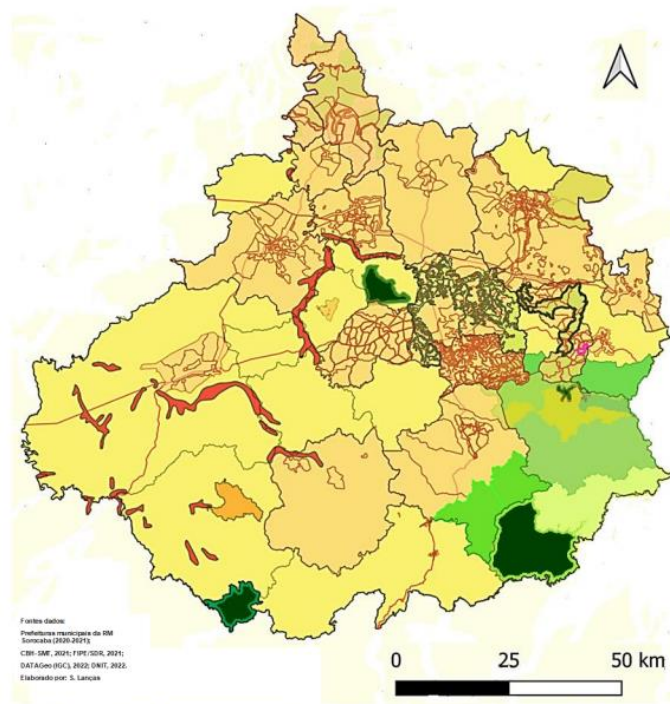 Fontes dados:
Prefeituras municipais da RM
Sorocaba (2020-2021);
CBH-SMT, 2021; FIPE/SDR, 2021;
DATAGeo (IGC), 2022; DNIT, 2022.
Elaborado por: S. Lanças
0 25 50 km